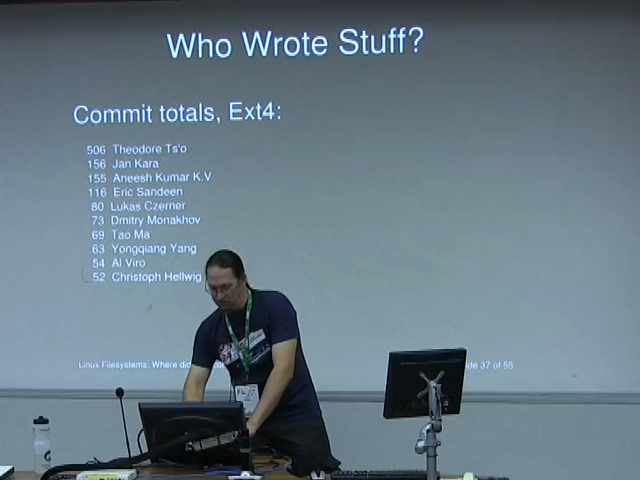 Who Wrote Stuff?
Commit totals, Ext4:
506 Theodore Ts'o
156 Jan Kara
155 Aneesh Kumar K.V
116 Eric Sandeen
80 Lukas Czerner
73 Dmitry Monakhov
69 Tao Ma
63 Yongqiang Yang
54 Al Viro
52 Christoph Hellwig
Linux Filesystems: Where did
37 of 55